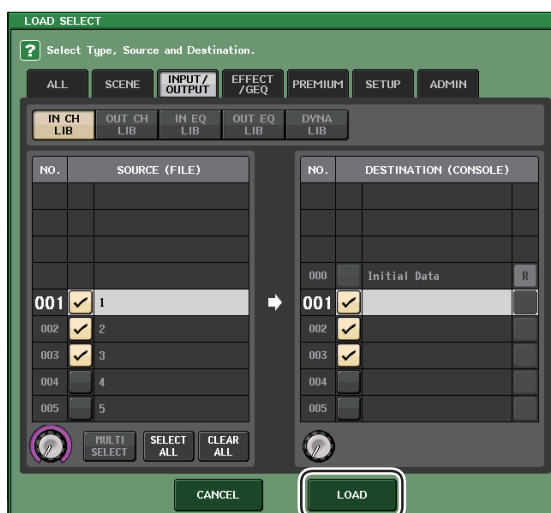 LOAD SELECT
? Select Type, Source and Destination.
ALL SCENE INPUT/ OUTPUT EFFECT /GEQ PREMIUM SETUP ADMIN
IN CH LIB OUT CH LIB IN EQ LIB OUT EQ LIB DYNA LIB
NO. SOURCE (FILE) NO. DESTINATION (CONSOLE)
000 Initial Data R
001 1 001
002 2 002
003 3 003
004 4 004
005 5 005
MULTI SELECT SELECT ALL CLEAR ALL
CANCEL LOAD